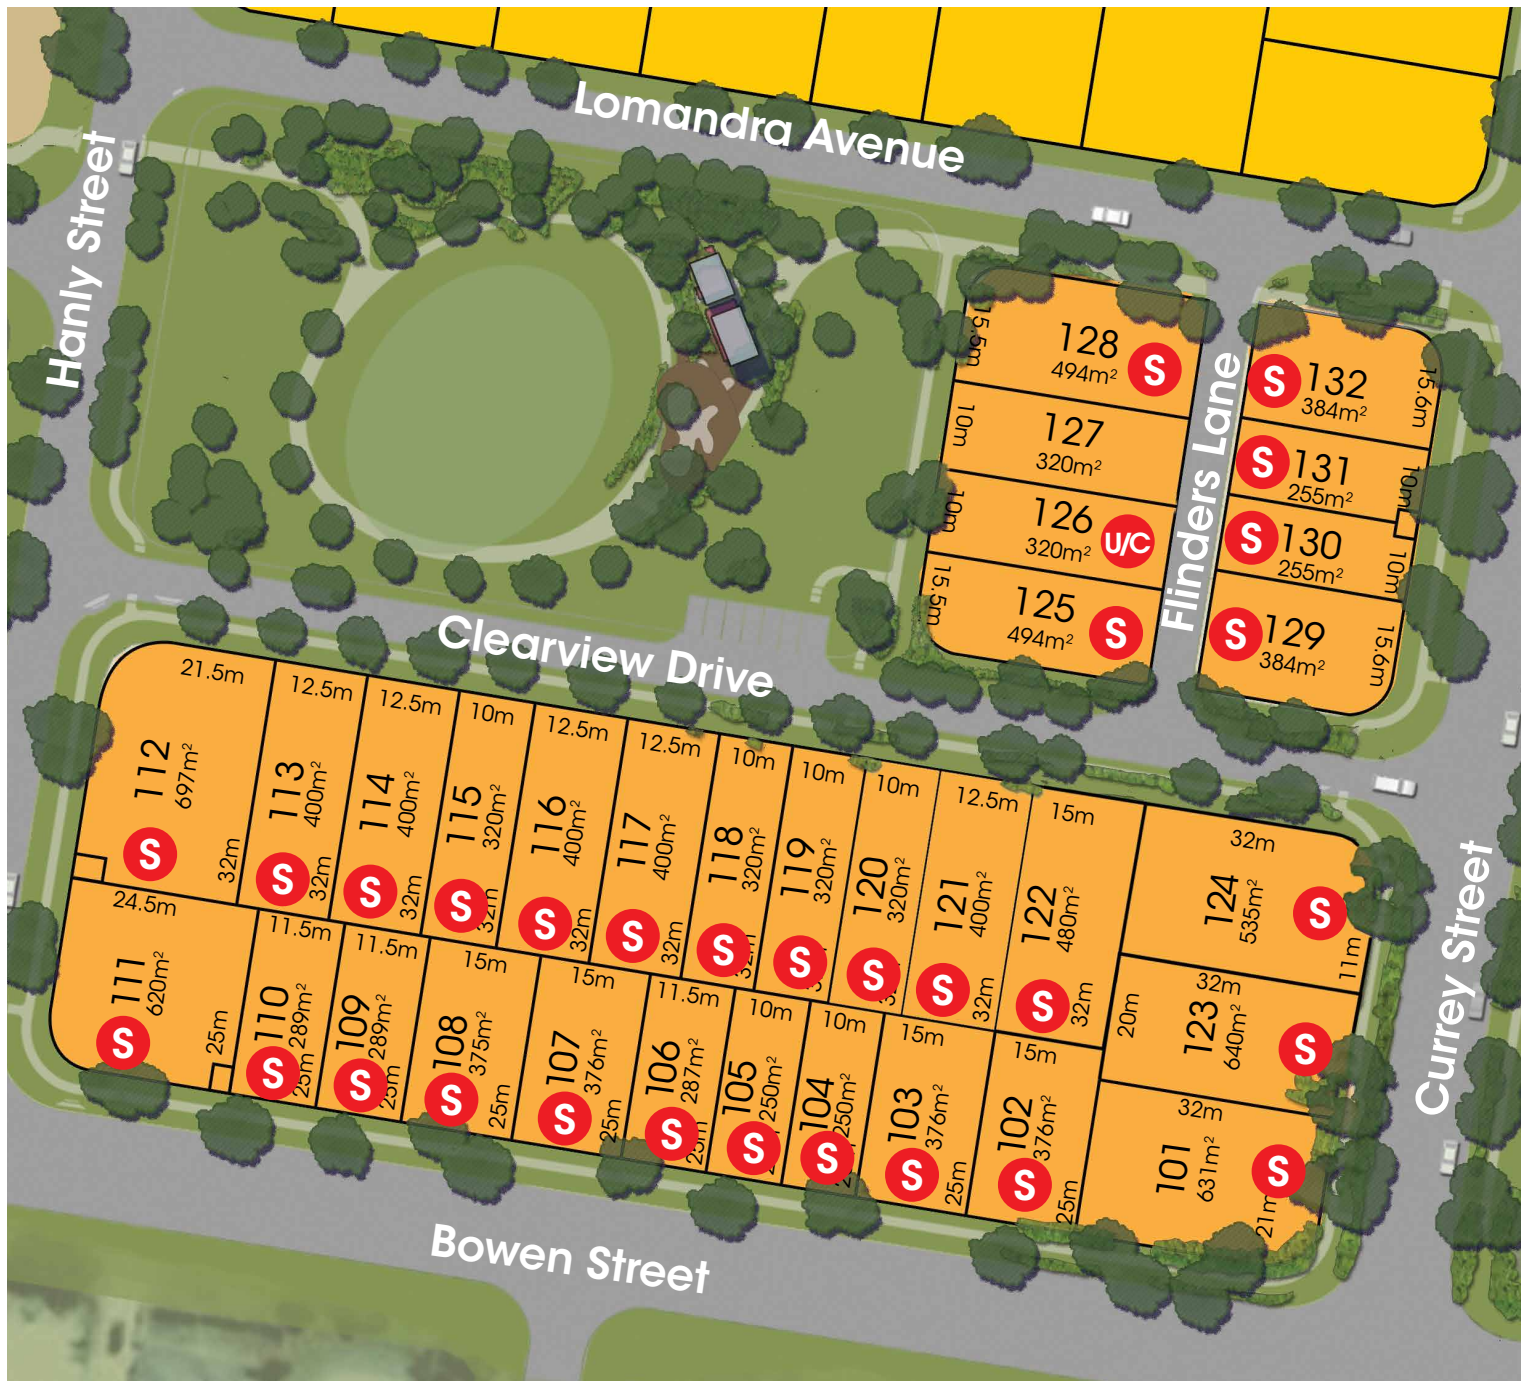 Lomandra Avenue
Hanly Street
15.5m
128
494m²
S
10m
127
320m²
10m
126
320m²
U/C
15.5m
125
494m²
S
Flinders Lane
S
132
384m²
15.6m
S
131
255m²
10m
S
130
255m²
10m
S
129
384m²
15.6m
Clearview Drive
21.5m
112
697m²
S
32m
12.5m
113
400m²
S
32m
12.5m
114
400m²
S
32m
10m
115
320m²
S
32m
12.5m
116
400m²
S
32m
12.5m
117
400m²
S
32m
10m
118
320m²
S
32m
10m
119
320m²
S
10m
120
320m²
S
12.5m
121
400m²
S
32m
15m
122
480m²
S
32m
32m
124
535m²
S
11m
32m
20m
123
640m²
S
32m
101
631m²
S
21m
24.5m
111
620m²
S
25m
11.5m
110
289m²
S
25m
11.5m
109
289m²
S
25m
15m
108
375m²
S
25m
15m
107
376m²
S
25m
11.5m
106
287m²
S
25m
10m
105
250m²
S
10m
104
250m²
S
15m
103
376m²
S
25m
15m
102
376m²
S
25m
Currey Street
Bowen Street